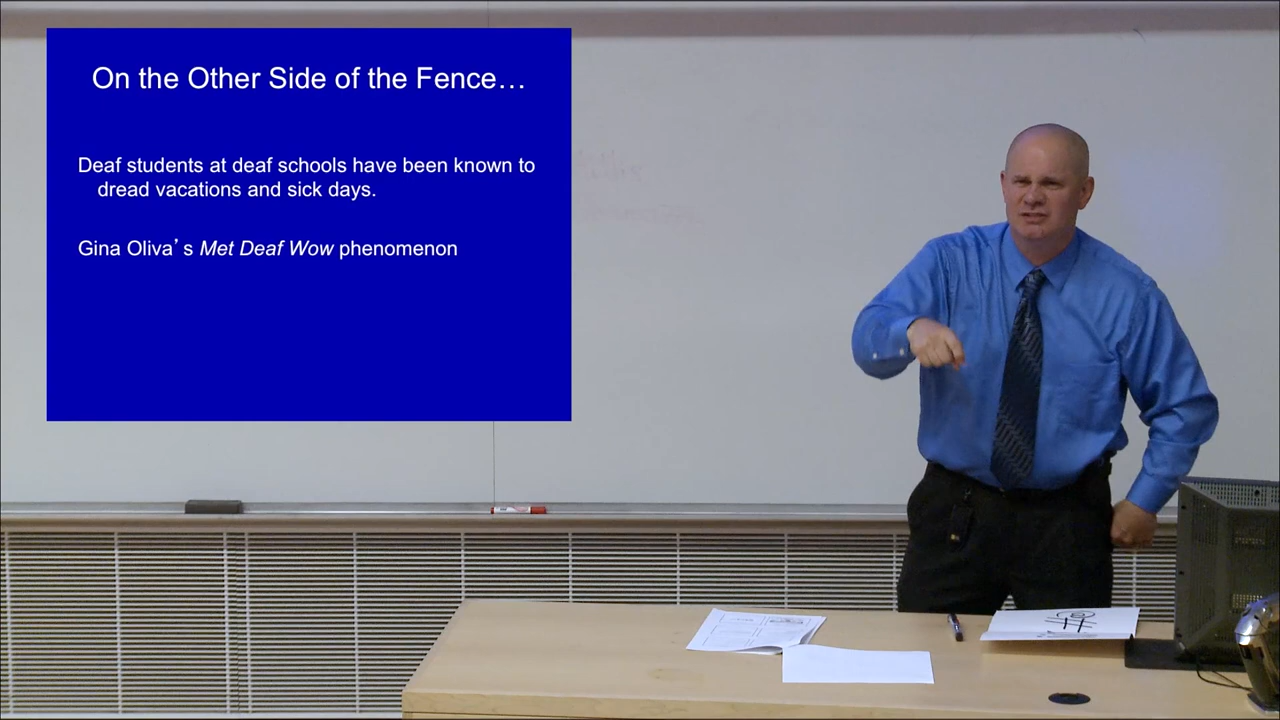 On the Other Side of the Fence…
Deaf students at deaf schools have been known to
dread vacations and sick days.
Gina Oliva’s Met Deaf Wow phenomenon